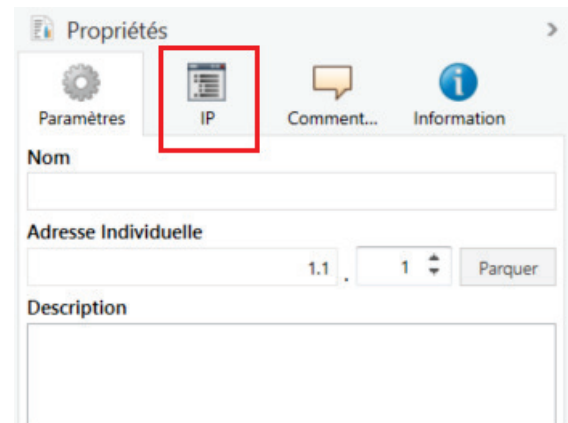 Propriétés
Paramètres IP Comment... Information
Nom
Adresse Individuelle
1.1 . 1 Parquer
Description